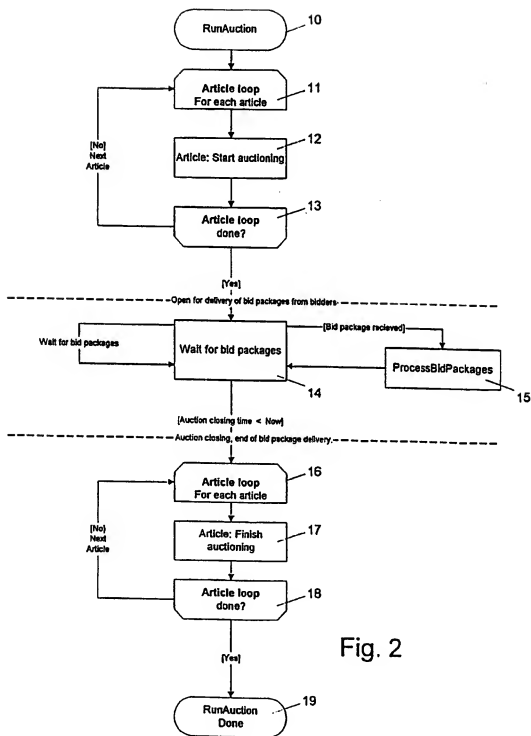 RunAuction
10
Article loop
For each article
11
12
Article: Start auctioning
[No]
Next
Article
13
Article loop
done?
[Yes]
Open for delivery of bid packages from bidders
[Bid package recieved]
Wait for bid packages
Wait for bid packages
14
ProcessBidPackages
15
[Auction closing time < Now]
Auction closing, end of bid package delivery.
16
Article loop
For each article
17
Article: Finish
auctioning
[No]
Next
Article
Article loop
done?
18
Fig. 2
[Yes]
RunAuction
Done
19